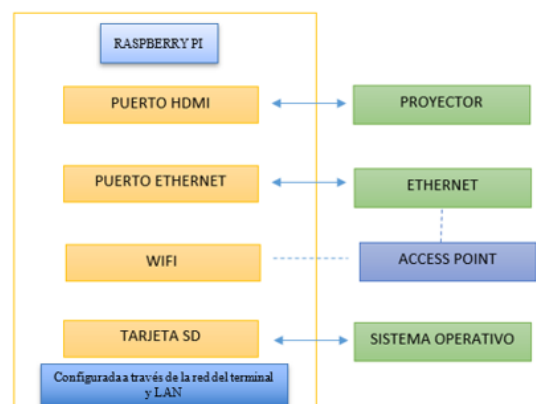 RASPBERRY PI
PUERTO HDMI
PROYECTOR
PUERTO ETHERNET
ETHERNET
WIFI
ACCESS POINT
TARJETA SD
SISTEMA OPERATIVO
Configurada a través de la red del terminal
y LAN